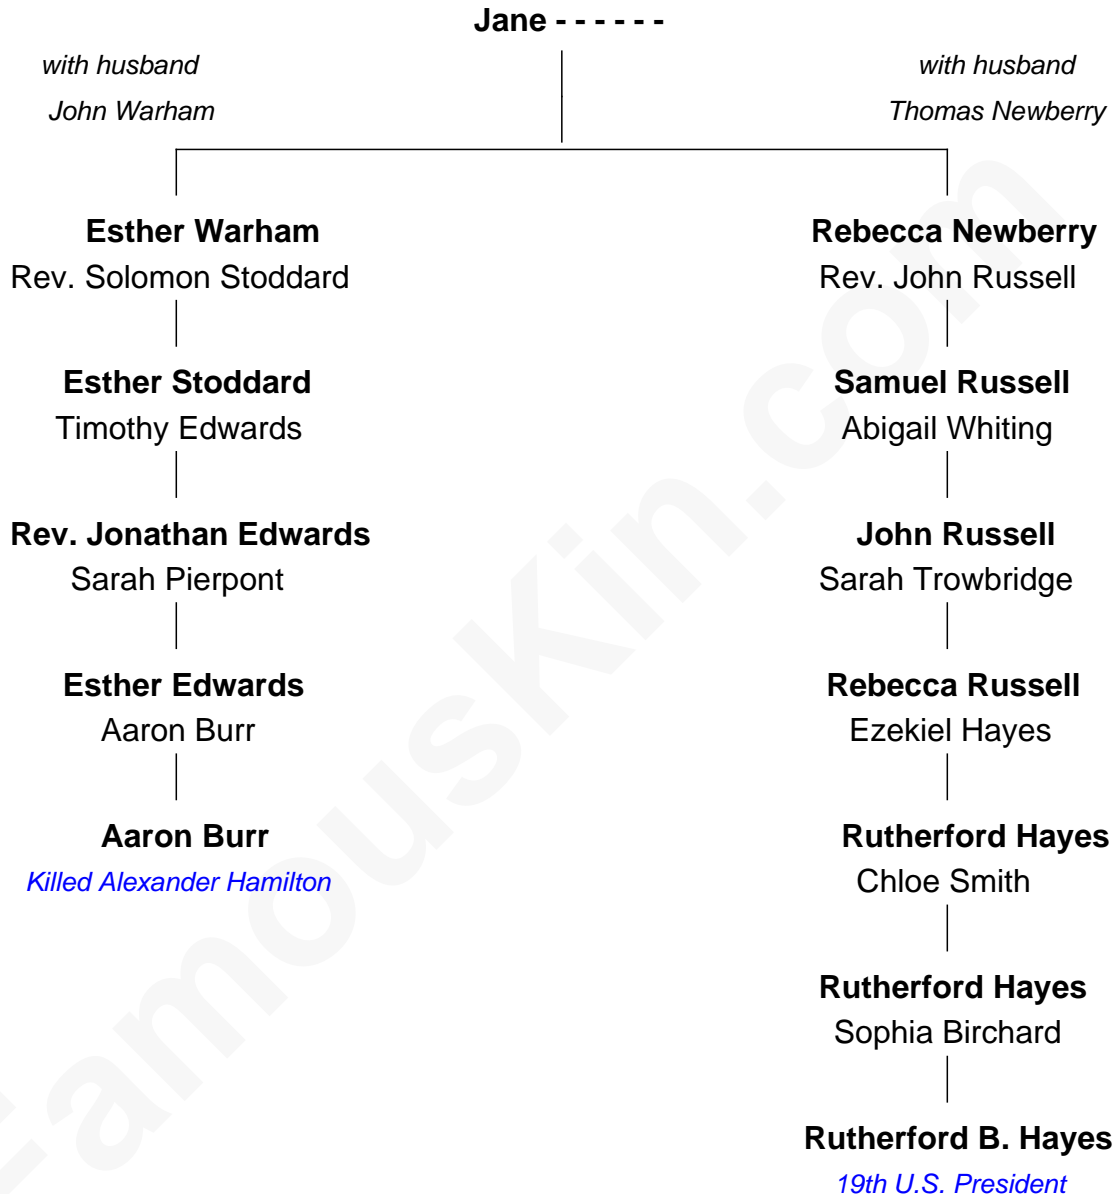 Jane - - - - - -
with husband
John Warham
with husband
Thomas Newberry
Esther Warham
Rev. Solomon Stoddard
Rebecca Newberry
Rev. John Russell
Esther Stoddard
Timothy Edwards
Samuel Russell
Abigail Whiting
Rev. Jonathan Edwards
Sarah Pierpont
John Russell
Sarah Trowbridge
Esther Edwards
Aaron Burr
Rebecca Russell
Ezekiel Hayes
Aaron Burr
Killed Alexander Hamilton
Rutherford Hayes
Chloe Smith
Rutherford Hayes
Sophia Birchard
Rutherford B. Hayes
19th U.S. President
FamousKin.com